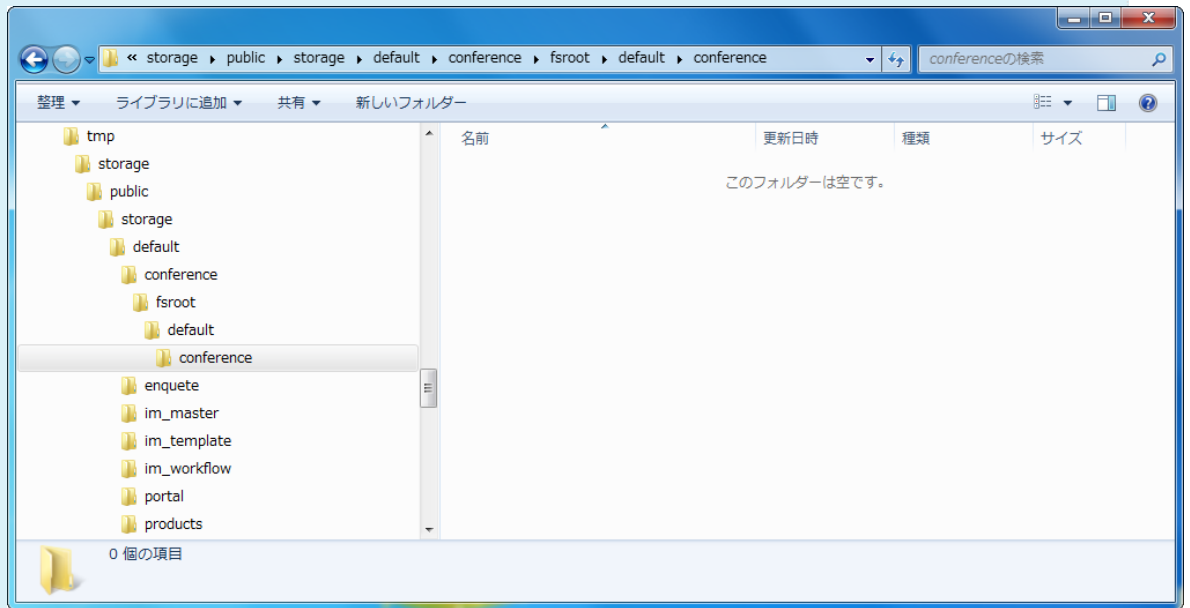 « storage ▸ public ▸ storage ▸ default ▸ conference ▸ fsroot ▸ default ▸ conference
conferenceの検索
整理 ライブラリに追加 共有 新しいフォルダー
tmp
storage
public
storage
default
conference
fsroot
default
conference
enquete
im_master
im_template
im_workflow
portal
products
名前 更新日時 種類 サイズ
このフォルダーは空です。
0 個の項目